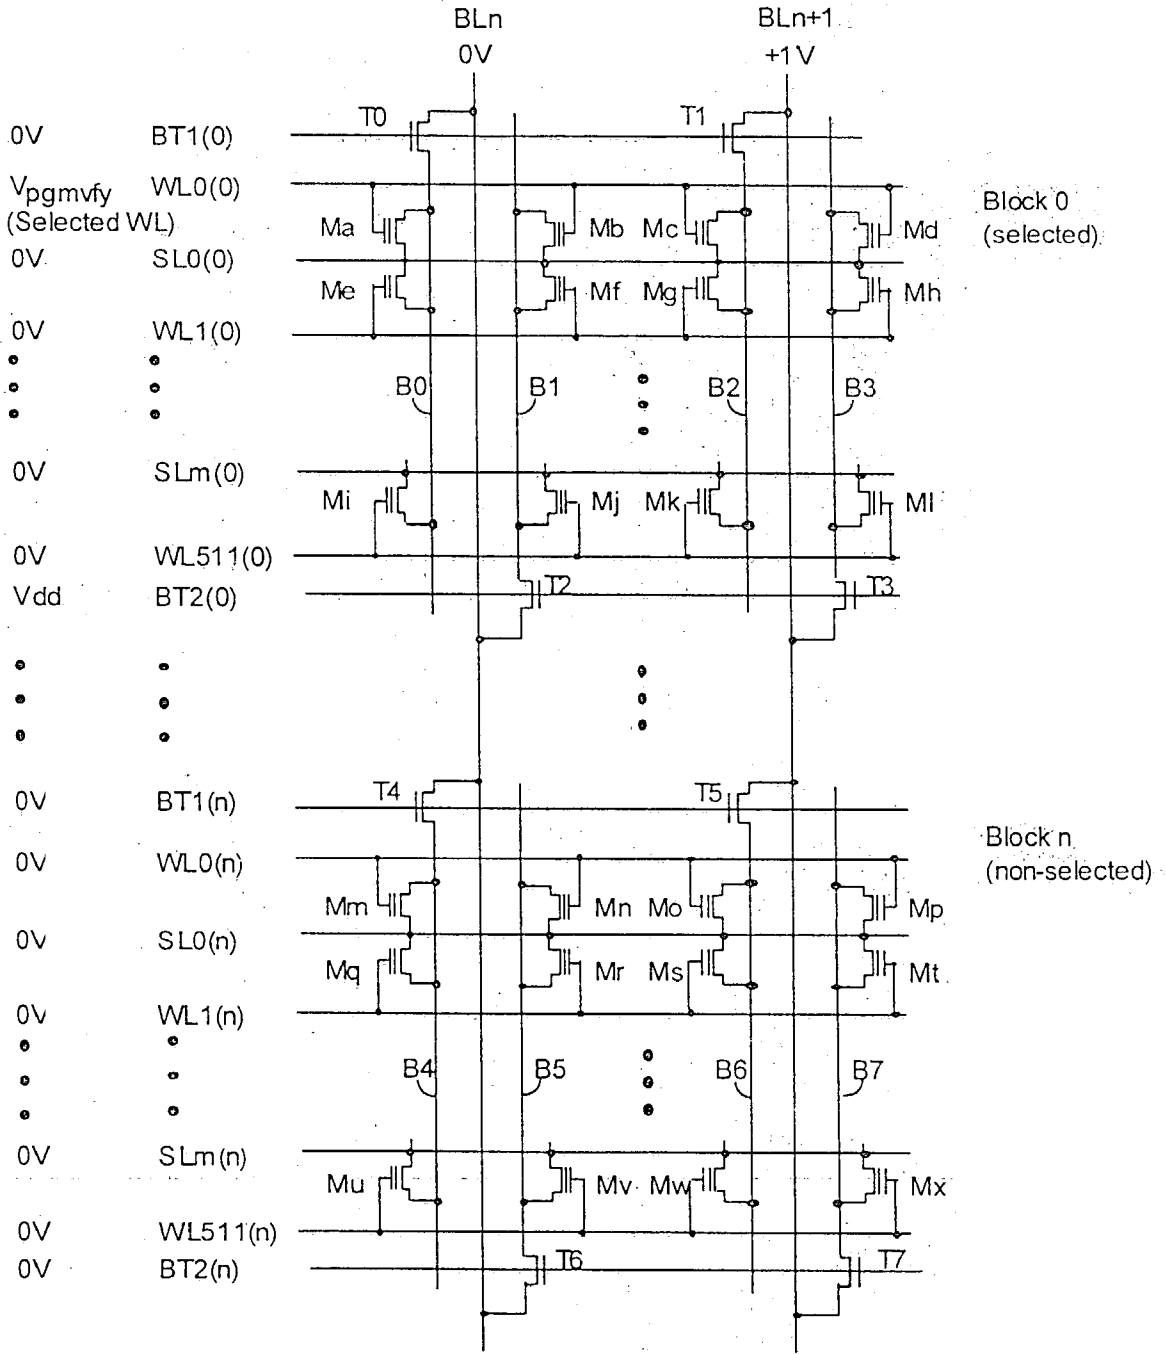 BLn BLn+1
0V +1V
T0 T1
0V BT1(0)
Vpgmvfy WL0(0) Block 0
(Selected WL) (selected)
Ma Mb Mc Md
0V SL0(0)
Me Mf Mg Mh
0V WL1(0)
B0 B1 B2 B3
0V SLm(0)
Mi Mj Mk Ml
0V WL511(0)
Vdd BT2(0) T2 T3
T4 T5
0V BT1(n)
0V WL0(n) Block n
(non-selected)
Mm Mn Mo Mp
0V SL0(n)
Mq Mr Ms Mt
0V WL1(n)
B4 B5 B6 B7
0V SLm(n)
Mu Mv Mw Mx
0V WL511(n)
0V BT2(n) T6 T7